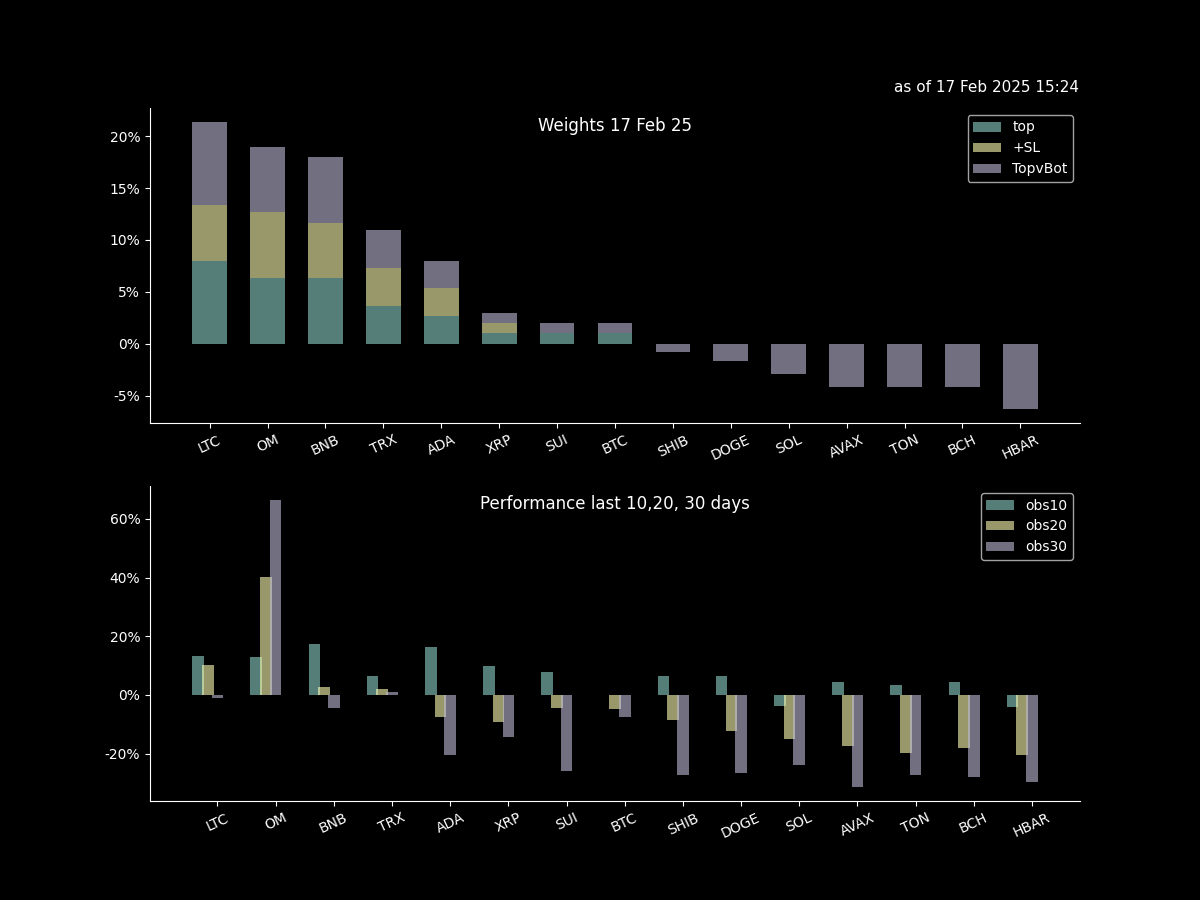 as of 17 Feb 2025 15:24
Weights 17 Feb 25
top
+SL
TopvBot
20%
15%
10%
5%
0%
-5%
LTC OM BNB TRX ADA XRP SUI BTC SHIB DOGE SOL AVAX TON BCH HBAR
Performance last 10,20, 30 days
obs10
obs20
obs30
60%
40%
20%
0%
-20%
LTC OM BNB TRX ADA XRP SUI BTC SHIB DOGE SOL AVAX TON BCH HBAR